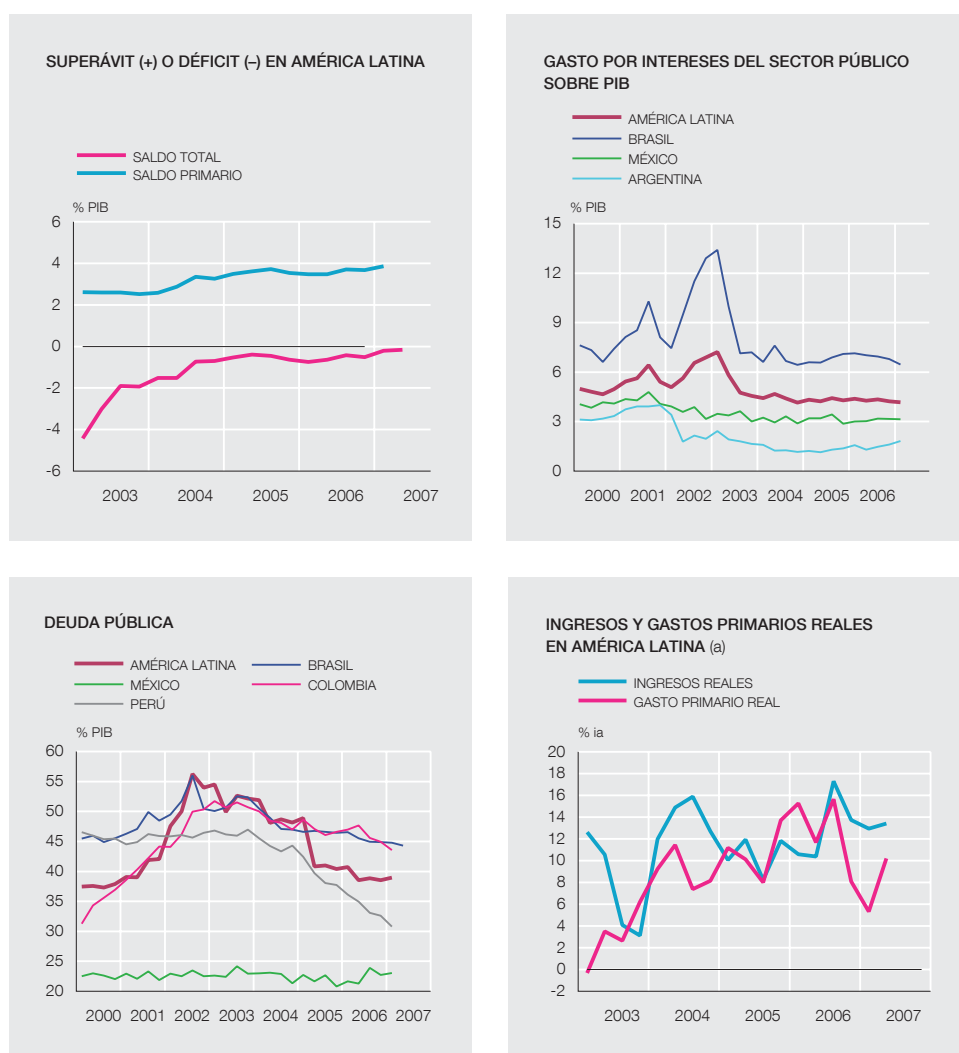 SUPERÁVIT (+) O DÉFICIT (–) EN AMÉRICA LATINA
SALDO TOTAL
SALDO PRIMARIO
% PIB
6
4
2
0
-2
-4
-6
2003 2004 2005 2006 2007
GASTO POR INTERESES DEL SECTOR PÚBLICO
SOBRE PIB
AMÉRICA LATINA
BRASIL
MÉXICO
ARGENTINA
% PIB
15
12
9
6
3
0
2000 2001 2002 2003 2004 2005 2006
DEUDA PÚBLICA
AMÉRICA LATINA BRASIL
MÉXICO COLOMBIA
PERÚ
% PIB
60
55
50
45
40
35
30
25
20
2000 2001 2002 2003 2004 2005 2006 2007
INGRESOS Y GASTOS PRIMARIOS REALES
EN AMÉRICA LATINA (a)
INGRESOS REALES
GASTO PRIMARIO REAL
% ia
20
18
16
14
12
10
8
6
4
2
0
-2
2003 2004 2005 2006 2007